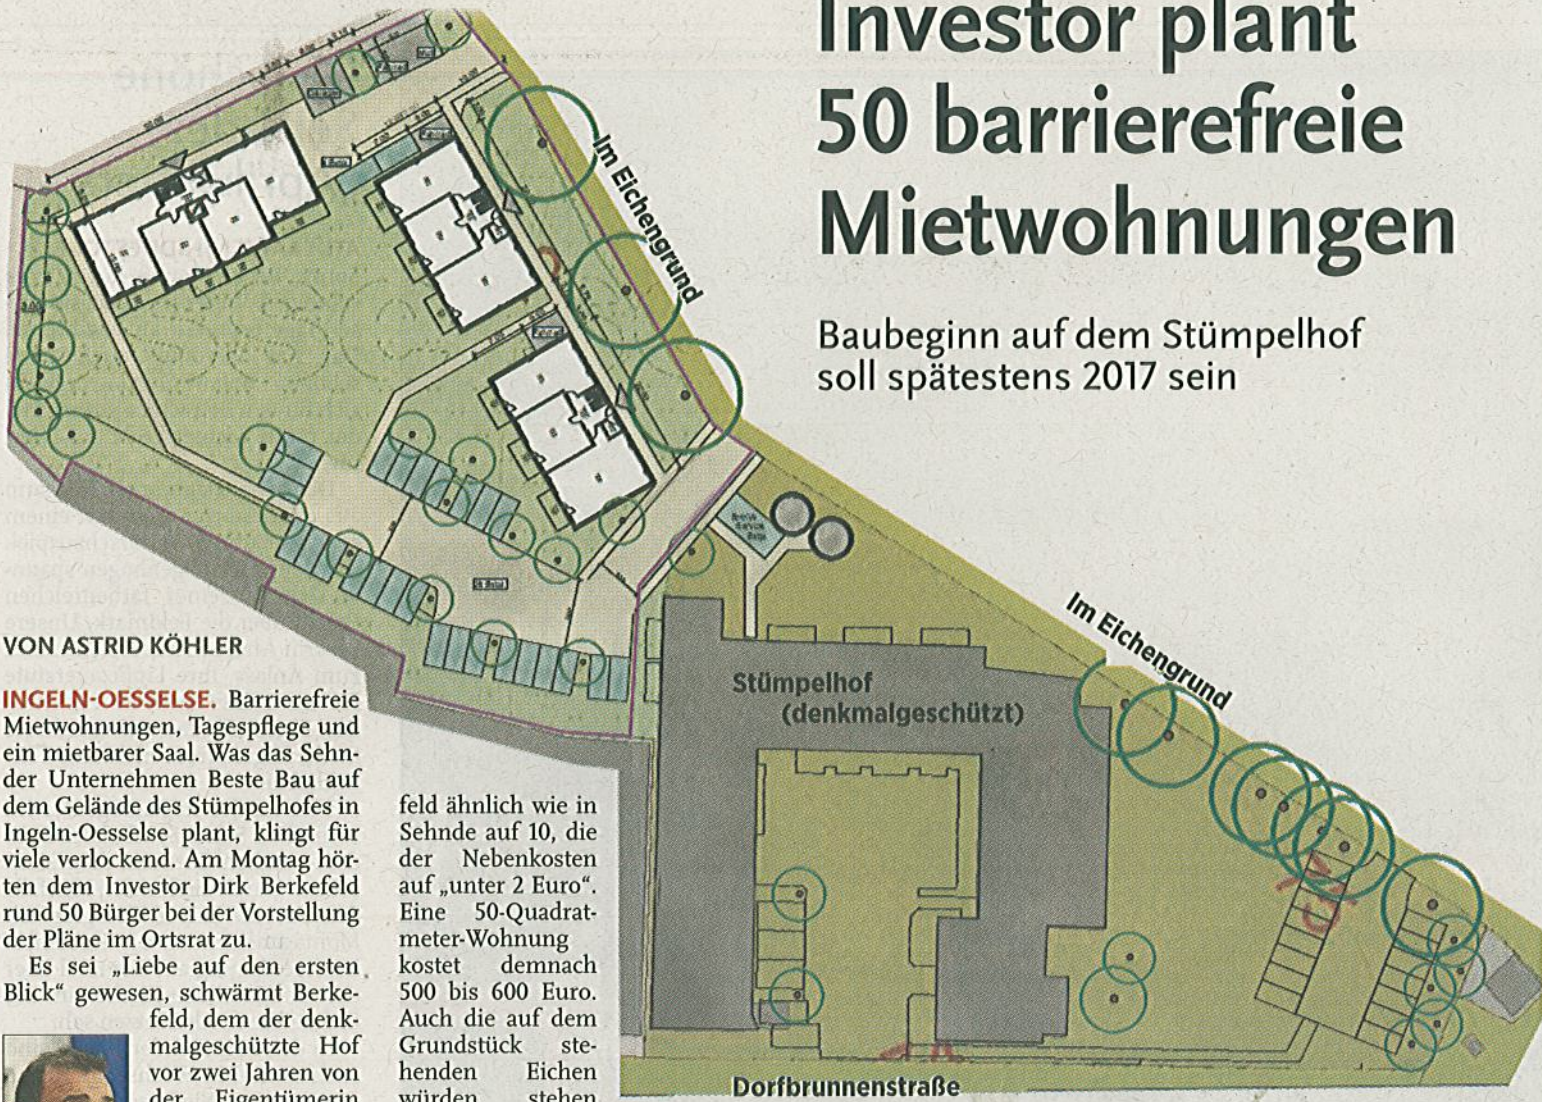 Investor plant
50 barrierefreie
Mietwohnungen
Baubeginn auf dem Stümpelhof
soll spätestens 2017 sein
Im Eichengrund
Im Eichengrund
Stümpelhof
(denkmalgeschützt)
Dorfbrunnenstraße
VON ASTRID KÖHLER
INGELN-OESSELSE. Barrierefreie
Mietwohnungen, Tagespflege und
ein mietbarer Saal. Was das Sehn-
der Unternehmen Beste Bau auf
dem Gelände des Stümpelhofes in
Ingeln-Oesselse plant, klingt für
viele verlockend. Am Montag hör-
ten dem Investor Dirk Berkefeld
rund 50 Bürger bei der Vorstellung
der Pläne im Ortsrat zu.
Es sei „Liebe auf den ersten
Blick“ gewesen, schwärmt Berke-
feld, dem der denk-
malgeschützte Hof
vor zwei Jahren von
der Eigentümerin
feld ähnlich wie in
Sehnde auf 10, die
der Nebenkosten
auf „unter 2 Euro“.
Eine 50-Quadrat-
meter-Wohnung
kostet demnach
500 bis 600 Euro.
Auch die auf dem
Grundstück ste-
henden Eichen
würden stehen